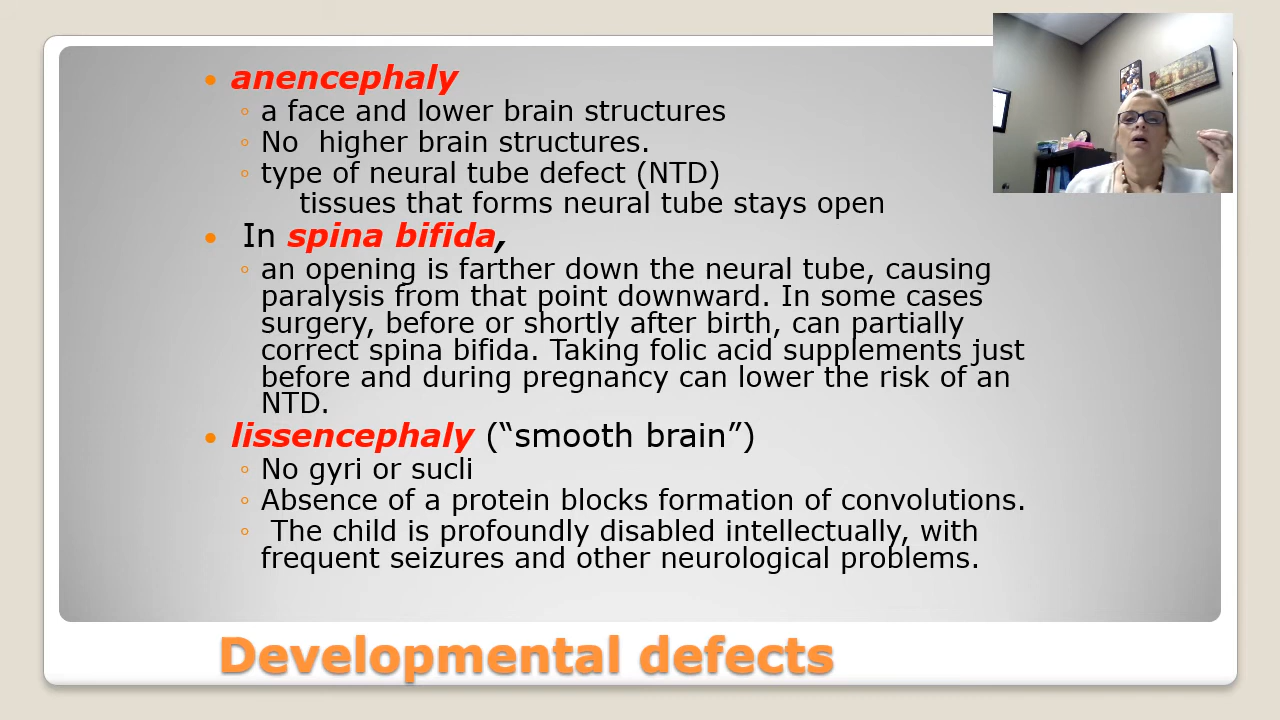 anencephaly
a face and lower brain structures
No  higher brain structures.
type of neural tube defect (NTD)
tissues that forms neural tube stays open
In spina bifida,
an opening is farther down the neural tube, causing
paralysis from that point downward. In some cases
surgery, before or shortly after birth, can partially
correct spina bifida. Taking folic acid supplements just
before and during pregnancy can lower the risk of an
NTD.
lissencephaly (“smooth brain”)
No gyri or sucli
Absence of a protein blocks formation of convolutions.
The child is profoundly disabled intellectually, with
frequent seizures and other neurological problems.
Developmental defects